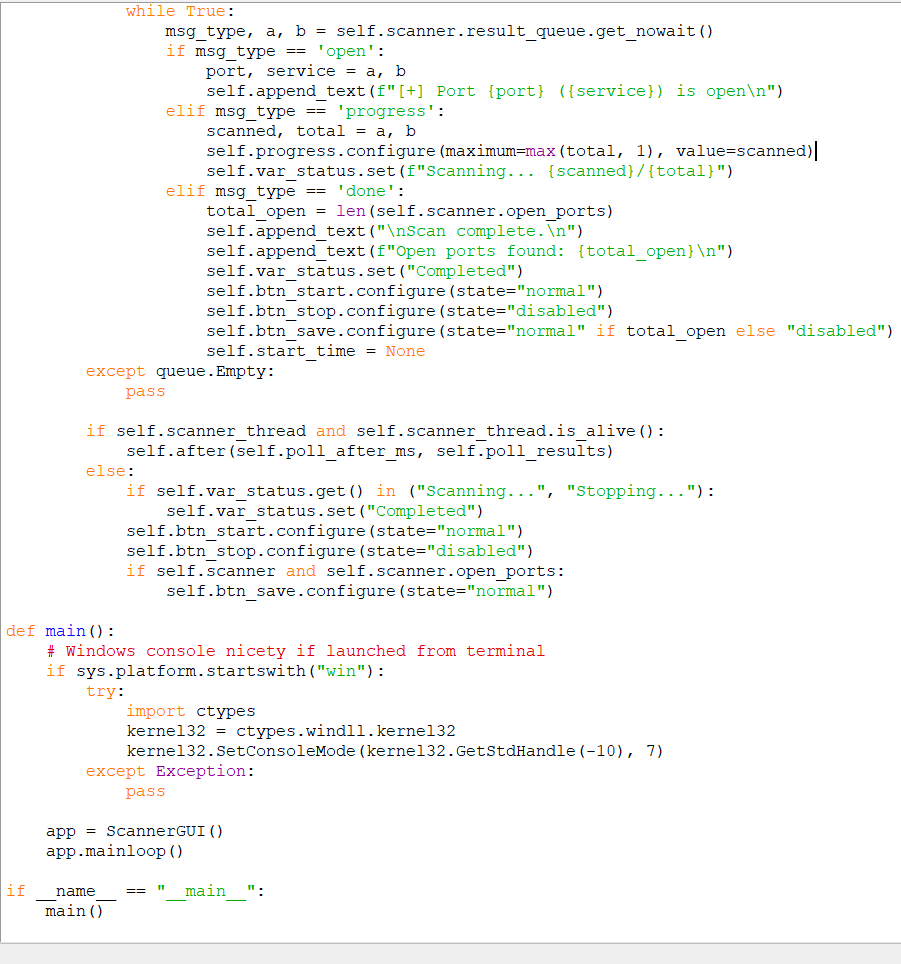 while True:
                msg_type, a, b = self.scanner.result_queue.get_nowait()
                if msg_type == 'open':
                    port, service = a, b
                    self.append_text(f"[+] Port {port} ({service}) is open\n")
                elif msg_type == 'progress':
                    scanned, total = a, b
                    self.progress.configure(maximum=max(total, 1), value=scanned)
                    self.var_status.set(f"Scanning... {scanned}/{total}")
                elif msg_type == 'done':
                    total_open = len(self.scanner.open_ports)
                    self.append_text("\nScan complete.\n")
                    self.append_text(f"Open ports found: {total_open}\n")
                    self.var_status.set("Completed")
                    self.btn_start.configure(state="normal")
                    self.btn_stop.configure(state="disabled")
                    self.btn_save.configure(state="normal" if total_open else "disabled")
                    self.start_time = None
        except queue.Empty:
            pass

        if self.scanner_thread and self.scanner_thread.is_alive():
            self.after(self.poll_after_ms, self.poll_results)
        else:
            if self.var_status.get() in ("Scanning...", "Stopping..."):
                self.var_status.set("Completed")
            self.btn_start.configure(state="normal")
            self.btn_stop.configure(state="disabled")
            if self.scanner and self.scanner.open_ports:
                self.btn_save.configure(state="normal")

def main():
    # Windows console nicety if launched from terminal
    if sys.platform.startswith("win"):
        try:
            import ctypes
            kernel32 = ctypes.windll.kernel32
            kernel32.SetConsoleMode(kernel32.GetStdHandle(-10), 7)
        except Exception:
            pass

    app = ScannerGUI()
    app.mainloop()

if __name__ == "__main__":
    main()